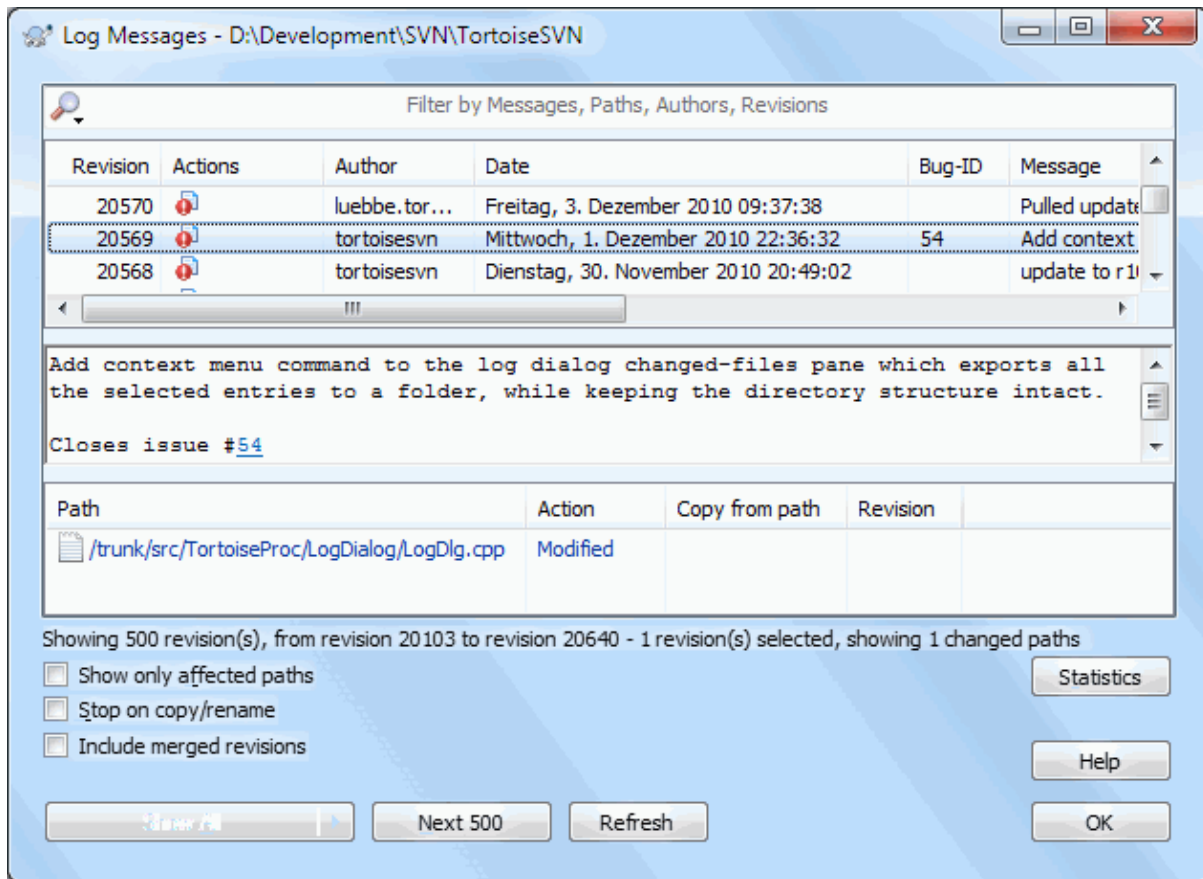 Log Messages - D:\Development\SVN\TortoiseSVN
Filter by Messages, Paths, Authors, Revisions
Revision Actions Author Date Bug-ID Message
20570 luebbe.tor... Freitag, 3. Dezember 2010 09:37:38 Pulled update
20569 tortoisesvn Mittwoch, 1. Dezember 2010 22:36:32 54 Add context
20568 tortoisesvn Dienstag, 30. November 2010 20:49:02 update to
Add context menu command to the log dialog changed-files pane which exports all
the selected entries to a folder, while keeping the directory structure intact.
Closes issue #54
Path Action Copy from path Revision
/trunk/src/TortoiseProc/LogDialog/LogDlg.cpp Modified
Showing 500 revision(s), from revision 20103 to revision 20640 - 1 revision(s) selected, showing 1 changed paths
Show only affected paths
Statistics
Stop on copy/rename
Include merged revisions
Help
Next 500
Refresh
OK